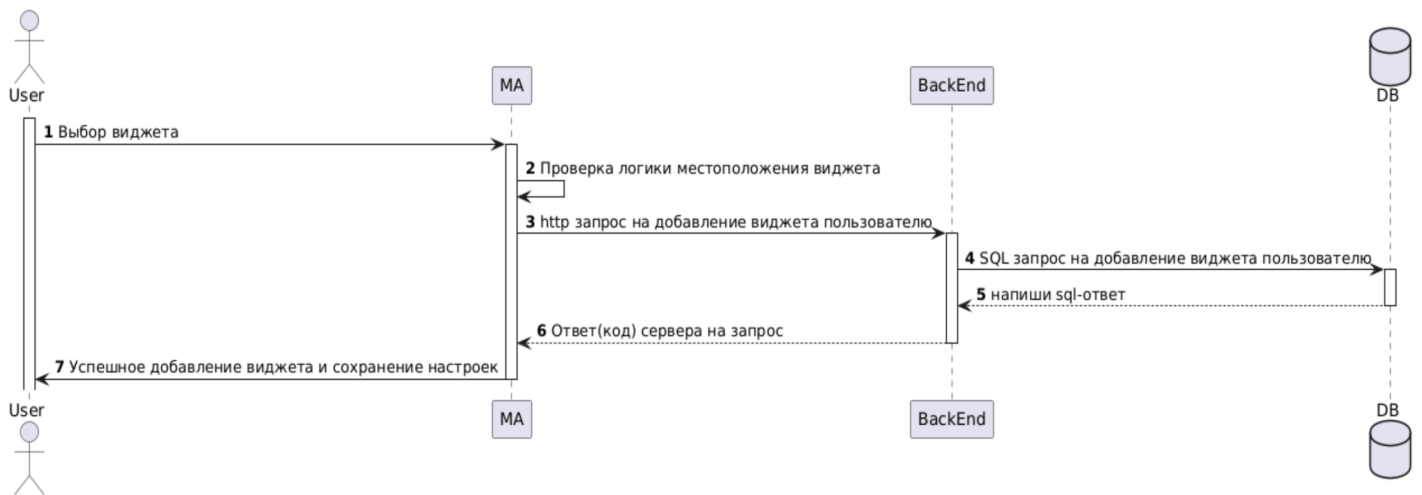 User
MA
BackEnd
DB
1 Выбор виджета
2 Проверка логики местоположения виджета
3 http запрос на добавление виджета пользователю
4 SQL запрос на добавление виджета пользователю
5 напиши sql-ответ
6 Ответ(код) сервера на запрос
7 Успешное добавление виджета и сохранение настроек
User
MA
BackEnd
DB